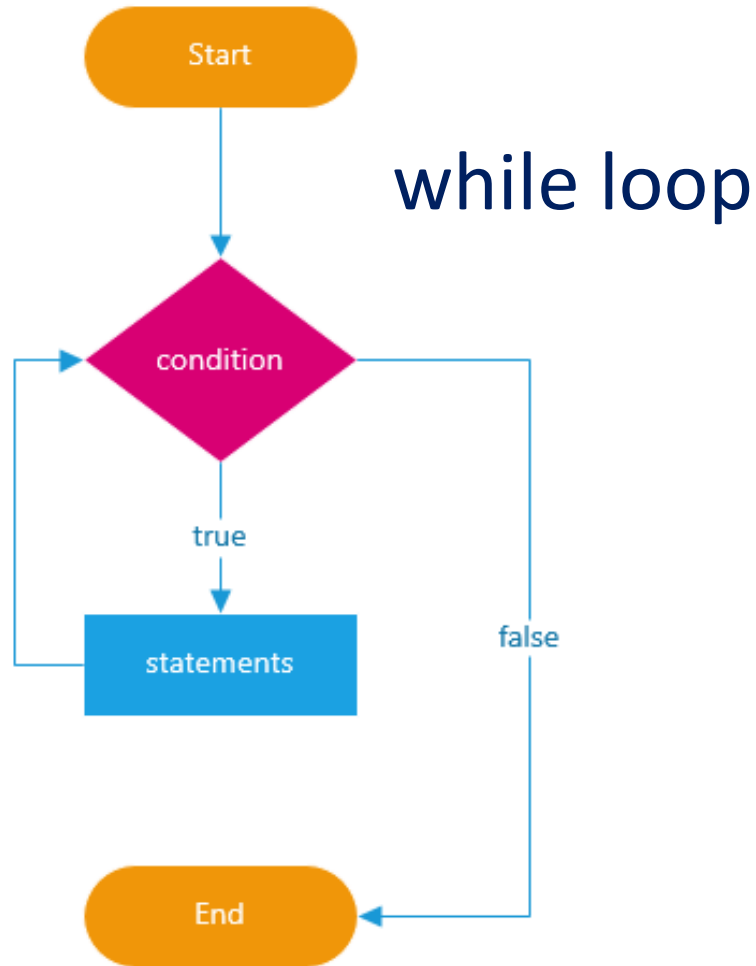 Start
while loop
condition
true
false
statements
End